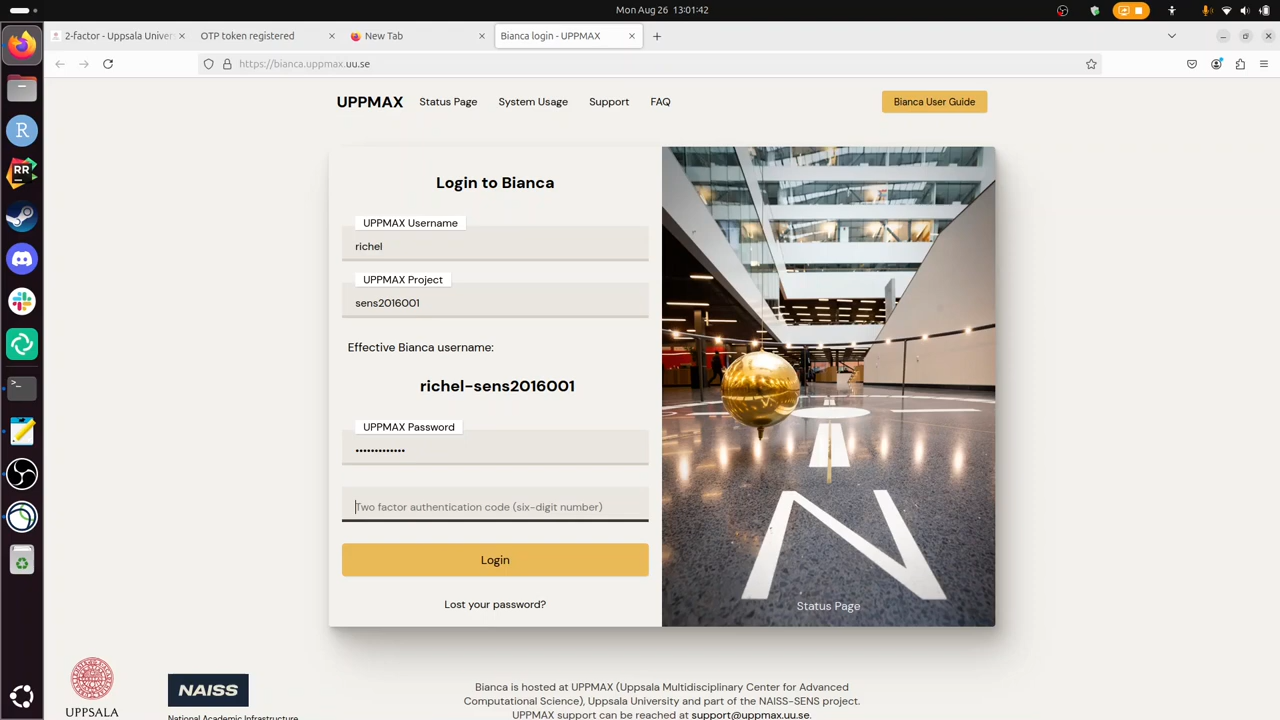 Mon Aug 26 13:01:42
2-factor - Uppsala Univer
OTP token registered
New Tab
Bianca login - UPPMAX
https://bianca.uppmax.uu.se
UPPMAX
Status Page
System Usage
Support
FAQ
Bianca User Guide
Login to Bianca
UPPMAX Username
richel
UPPMAX Project
sens2016001
Effective Bianca username:
richel-sens2016001
UPPMAX Password
•••••••••••••
Two factor authentication code (six-digit number)
Login
Lost your password?
N
Status Page
UPPSALA
NAISS
National Academic Infrastructure
Bianca is hosted at UPPMAX (Uppsala Multidisciplinary Center for Advanced
Computational Science), Uppsala University and part of the NAISS-SENS project.
UPPMAX support can be reached at support@uppmax.uu.se.